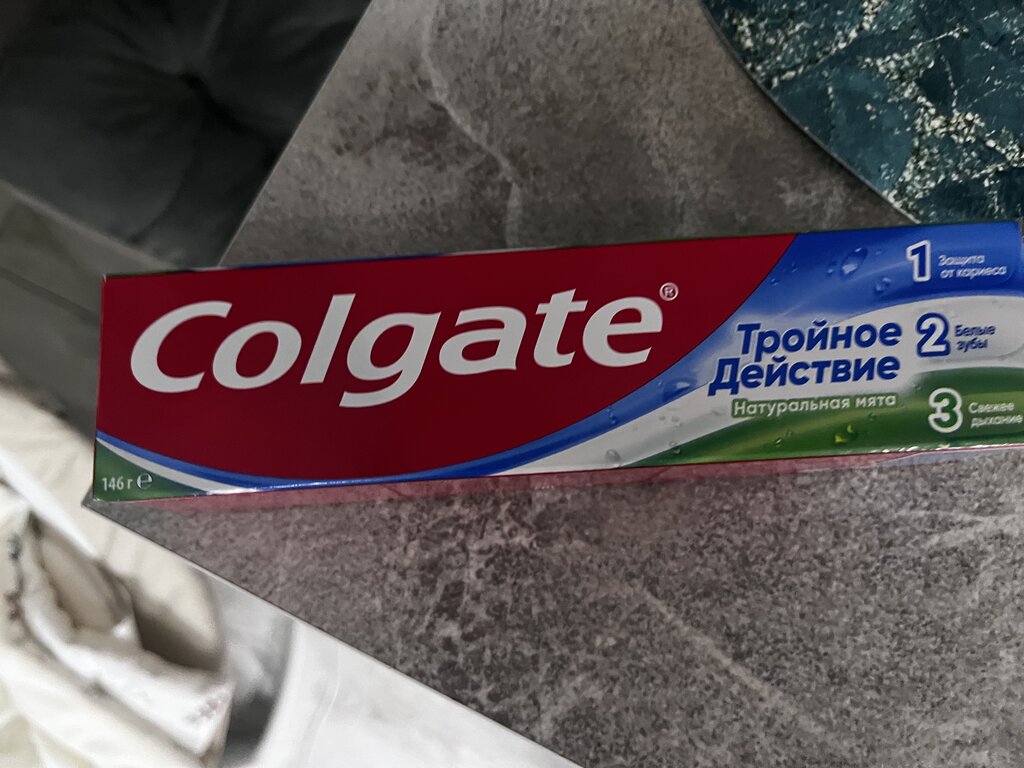 Colgate®
Тройное
Действие
Натуральная мята
1 Защита
от кариеса
2 Белые
зубы
3 Свежее
дыхание
146 г ℮